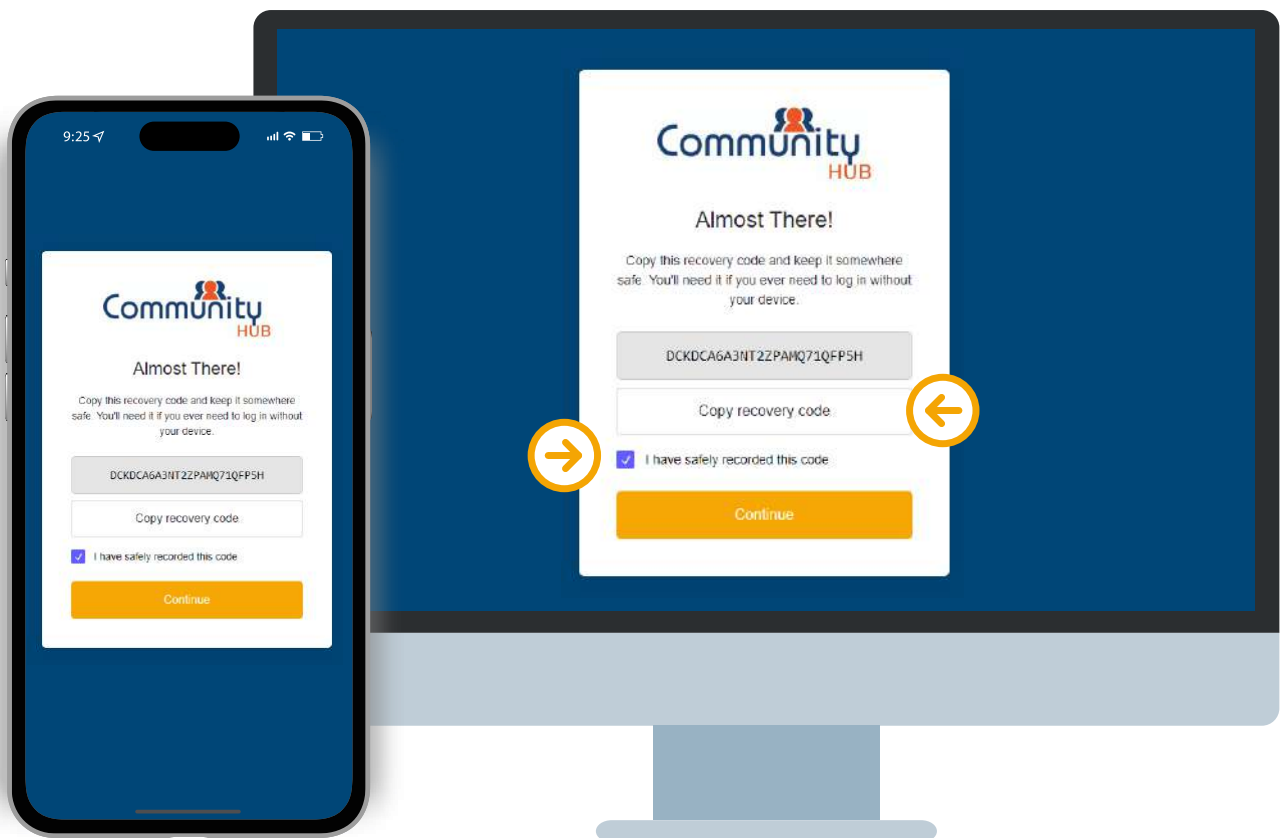 9:25
Community
HUB
Almost There!
Copy this recovery code and keep it somewhere
safe. You'll need it if you ever need to log in without
your device.
DCKDCA6A3NT2ZPAMQ71QFP5H
Copy recovery code
I have safely recorded this code
Continue
Community
HUB
Almost There!
Copy this recovery code and keep it somewhere
safe. You'll need it if you ever need to log in without
your device.
DCKDCA6A3NT2ZPAMQ71QFP5H
Copy recovery code
I have safely recorded this code
Continue